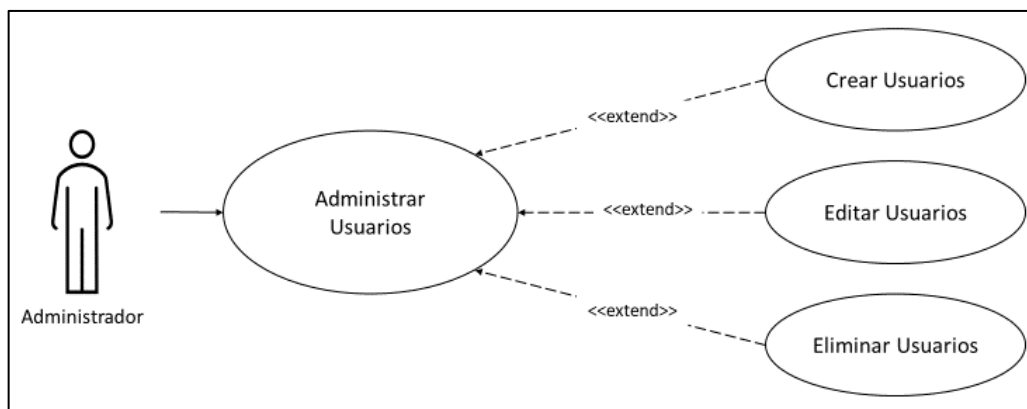 Crear Usuarios
<<extend>>
Administrar
Usuarios
<<extend>>
Editar Usuarios
Administrador
<<extend>>
Eliminar Usuarios